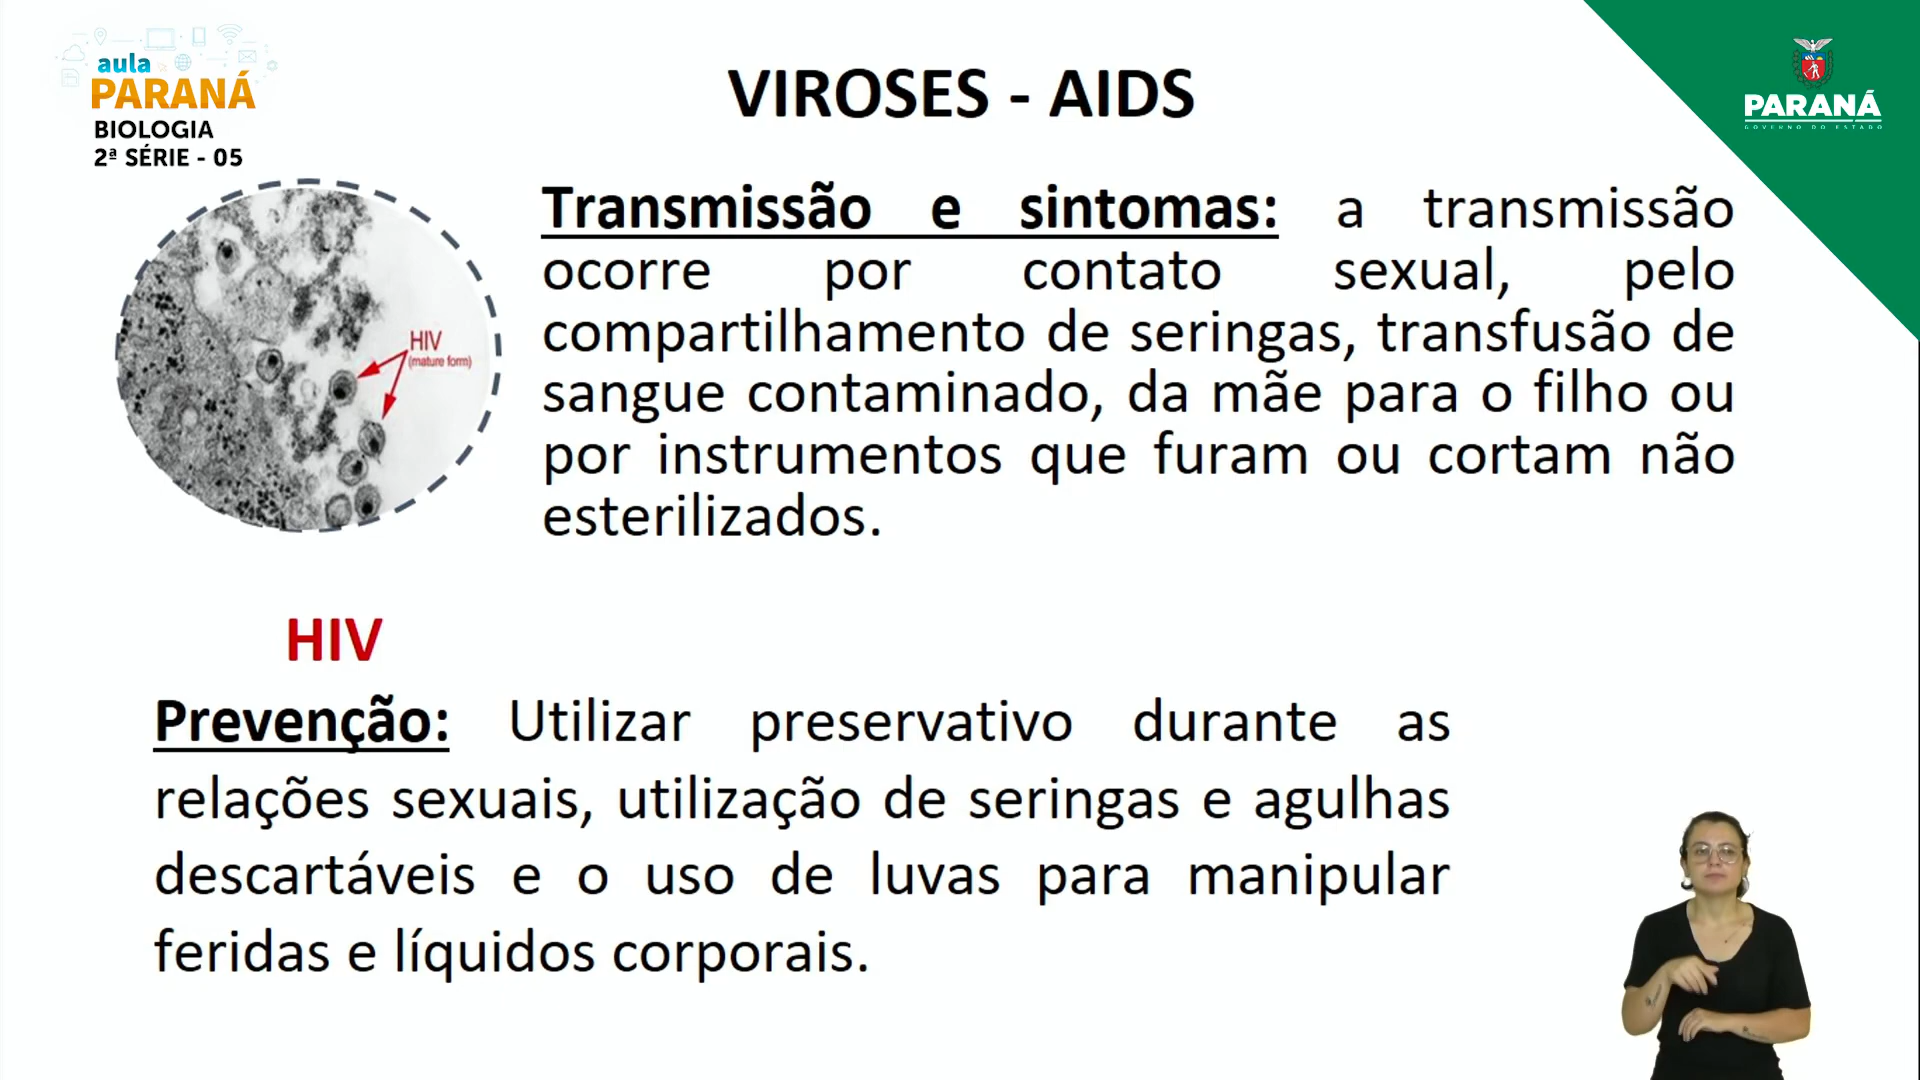 aula
PARANÁ
BIOLOGIA
2ª SÉRIE - 05
VIROSES - AIDS
PARANÁ
GOVERNO DO ESTADO
HIV
(mature form)
Transmissão e sintomas: a transmissão
ocorre por contato sexual, pelo
compartilhamento de seringas, transfusão de
sangue contaminado, da mãe para o filho ou
por instrumentos que furam ou cortam não
esterilizados.
HIV
Prevenção: Utilizar preservativo durante as
relações sexuais, utilização de seringas e agulhas
descartáveis e o uso de luvas para manipular
feridas e líquidos corporais.